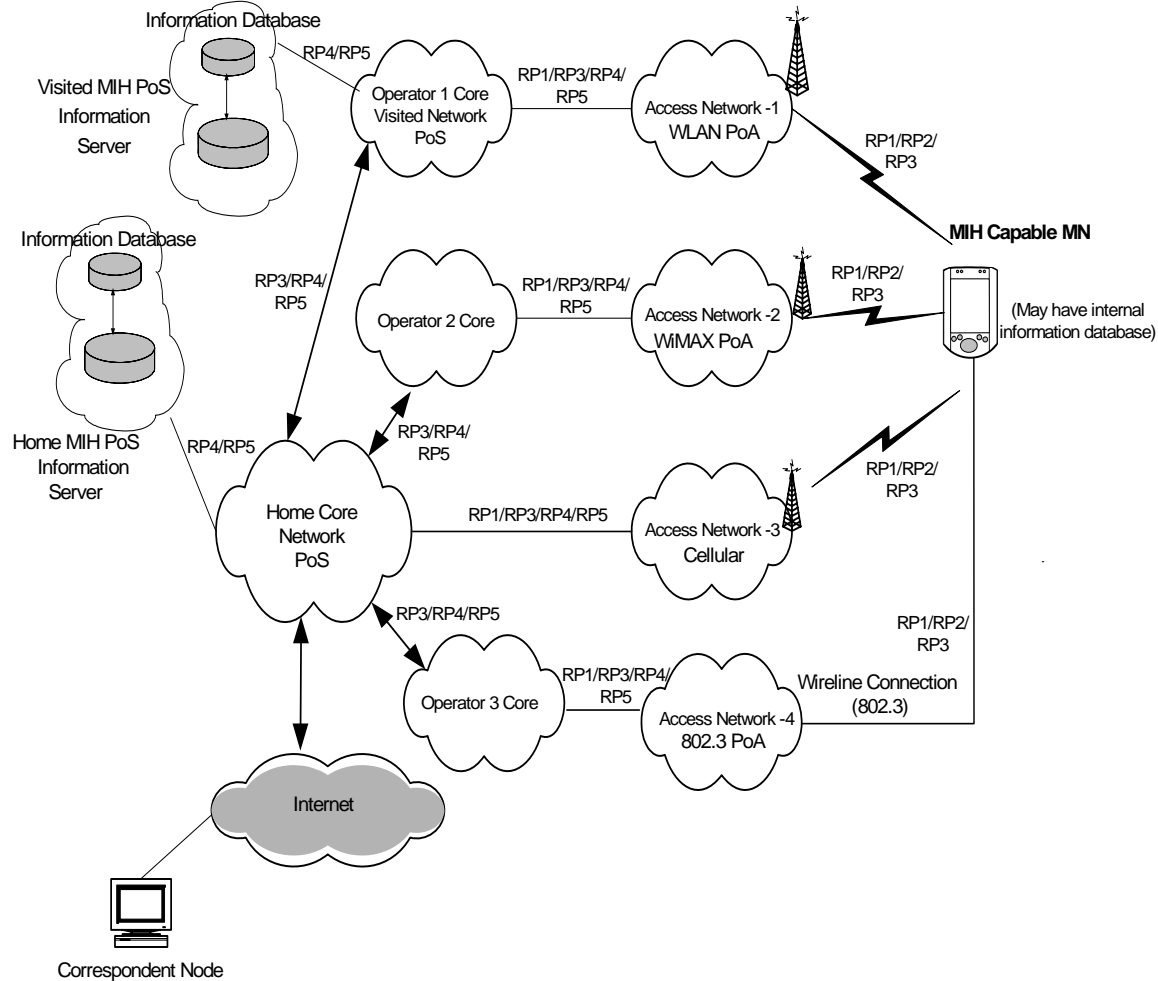 Information Database
RP4/RP5
Visited MIH PoS
Information
Server
Operator 1 Core
Visited Network
PoS
RP1/RP3/RP4/
RP5
Access Network -1
WLAN PoA
RP1/RP2/
RP3
MIH Capable MN
(May have internal
information database)
Information Database
RP3/RP4/
RP5
Operator 2 Core
RP1/RP3/RP4/
RP5
Access Network -2
WiMAX PoA
RP1/RP2/
RP3
Home MIH PoS
Information
Server
RP4/RP5
RP3/RP4/
RP5
Home Core
Network
PoS
RP1/RP3/RP4/RP5
Access Network -3
Cellular
RP1/RP2/
RP3
RP3/RP4/RP5
Operator 3 Core
RP1/RP3/RP4/
RP5
Access Network -4
802.3 PoA
Wireline Connection
(802.3)
RP1/RP2/
RP3
Internet
Correspondent Node